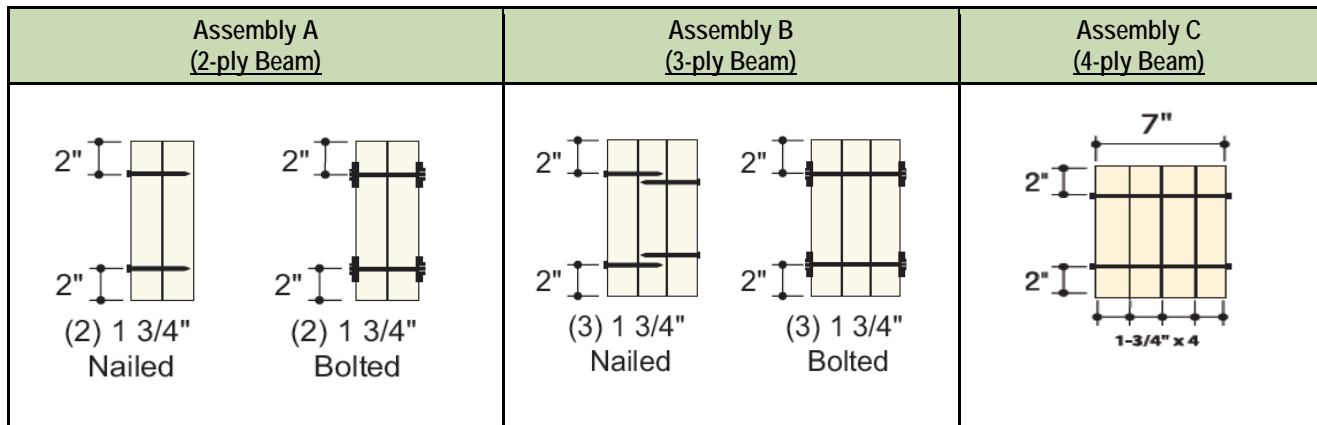 Assembly A
(2-ply Beam)
Assembly B
(3-ply Beam)
Assembly C
(4-ply Beam)
2"
2"
(2) 1 3/4"
Nailed
2"
2"
(2) 1 3/4"
Bolted
2"
2"
(3) 1 3/4"
Nailed
2"
2"
(3) 1 3/4"
Bolted
7"
2"
2"
1-3/4" x 4